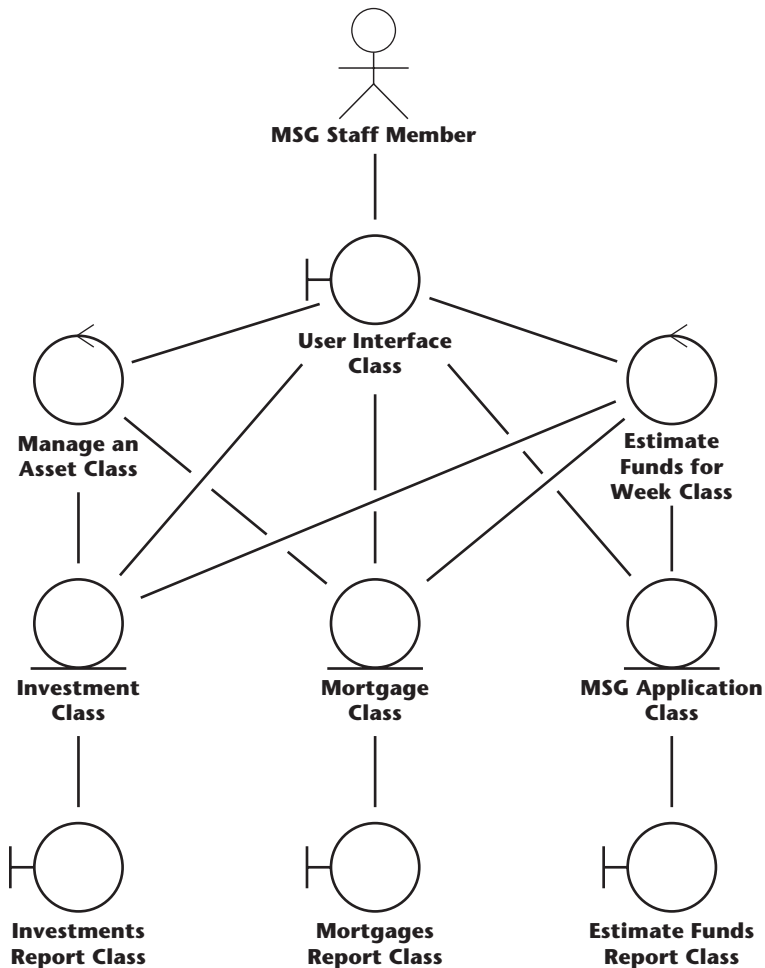 MSG Staff Member
User Interface
Class
Manage an
Asset Class
Estimate
Funds for
Week Class
Investment
Class
Mortgage
Class
MSG Application
Class
Investments
Report Class
Mortgages
Report Class
Estimate Funds
Report Class